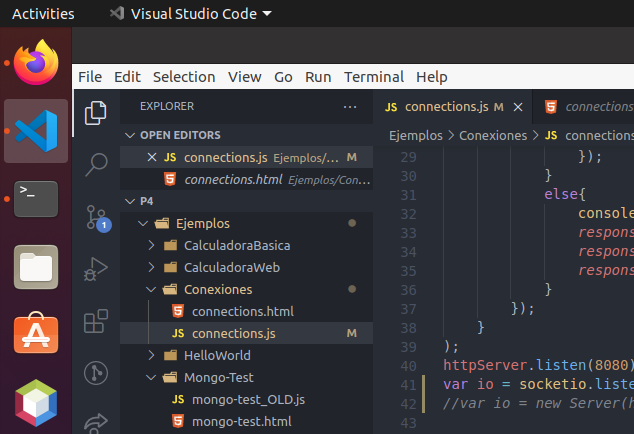 Activities Visual Studio Code
File Edit Selection View Go Run Terminal Help
EXPLORER ...
JS connections.js M
connections
OPEN EDITORS
JS connections.js Ejemplos/... M
connections.html Ejemplos/Con...
P4
Ejemplos
CalculadoraBasica
CalculadoraWeb
Conexiones
connections.html
JS connections.js M
HelloWorld
Mongo-Test
JS mongo-test_OLD.js
mongo-test.html
1
>_
Ejemplos > Conexiones > JS connections
29 });
30 }
31 else{
32 console
33 respons
34 respons
35 respons
36 }
37 });
38 }
39 );
40 httpServer.listen(8080)
41 var io = socketio.liste
42 //var io = new Server(h
43